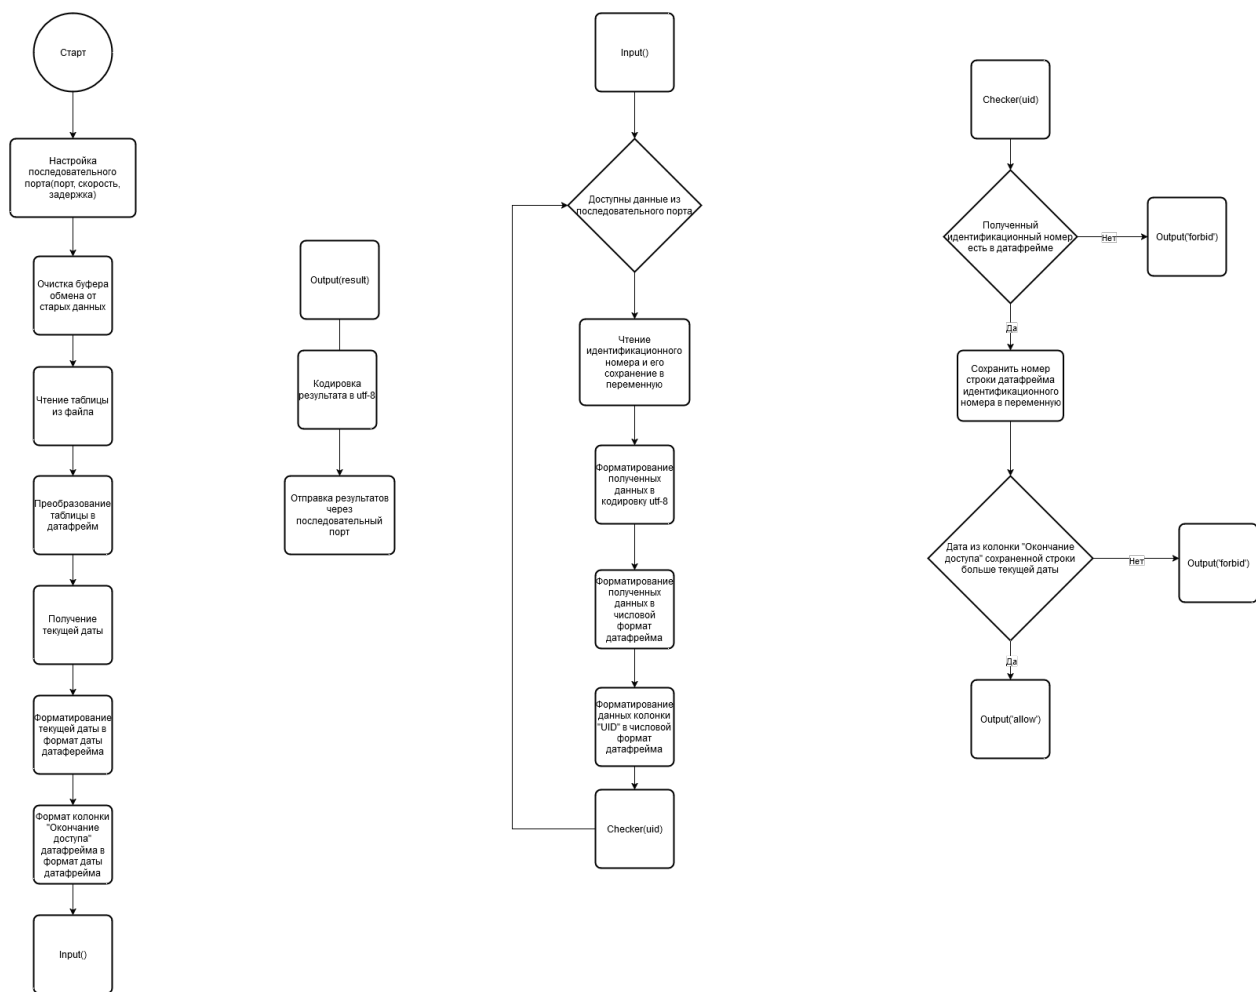 Старт
Настройка
последовательного
порта(порт, скорость,
задержка)
Очистка буфера
обмена от
старых данных
Чтение таблицы
из файла
Преобразование
таблицы в
датафрейм
Получение
текущей даты
Форматирование
текущей даты в
формат даты
датаферейма
Формат колонки
"Окончание
доступа"
датафрейма в
формат даты
датафрейма
Input()
Output(result)
Кодировка
результата в utf-8
Отправка результатов
через
последовательный
порт
Input()
Доступны данные из
последовательного порта
Чтение
идентификационного
номера и его
сохранение в
переменную
Форматирование
полученных
данных в
кодировку utf-8
Форматирование
полученных
данных в
числовой
формат
датафрейма
Форматирование
данных колонки
"UID" в числовой
формат
датафрейма
Checker(uid)
Checker(uid)
Полученный
идентификационный номер
есть в датафрейме
Нет
Output('forbid')
Да
Сохранить номер
строки датафрейма
идентификационного
номера в переменную
Дата из колонки "Окончание
доступа" сохраненной строки
больше текущей даты
Нет
Output('forbid')
Да
Output('allow')